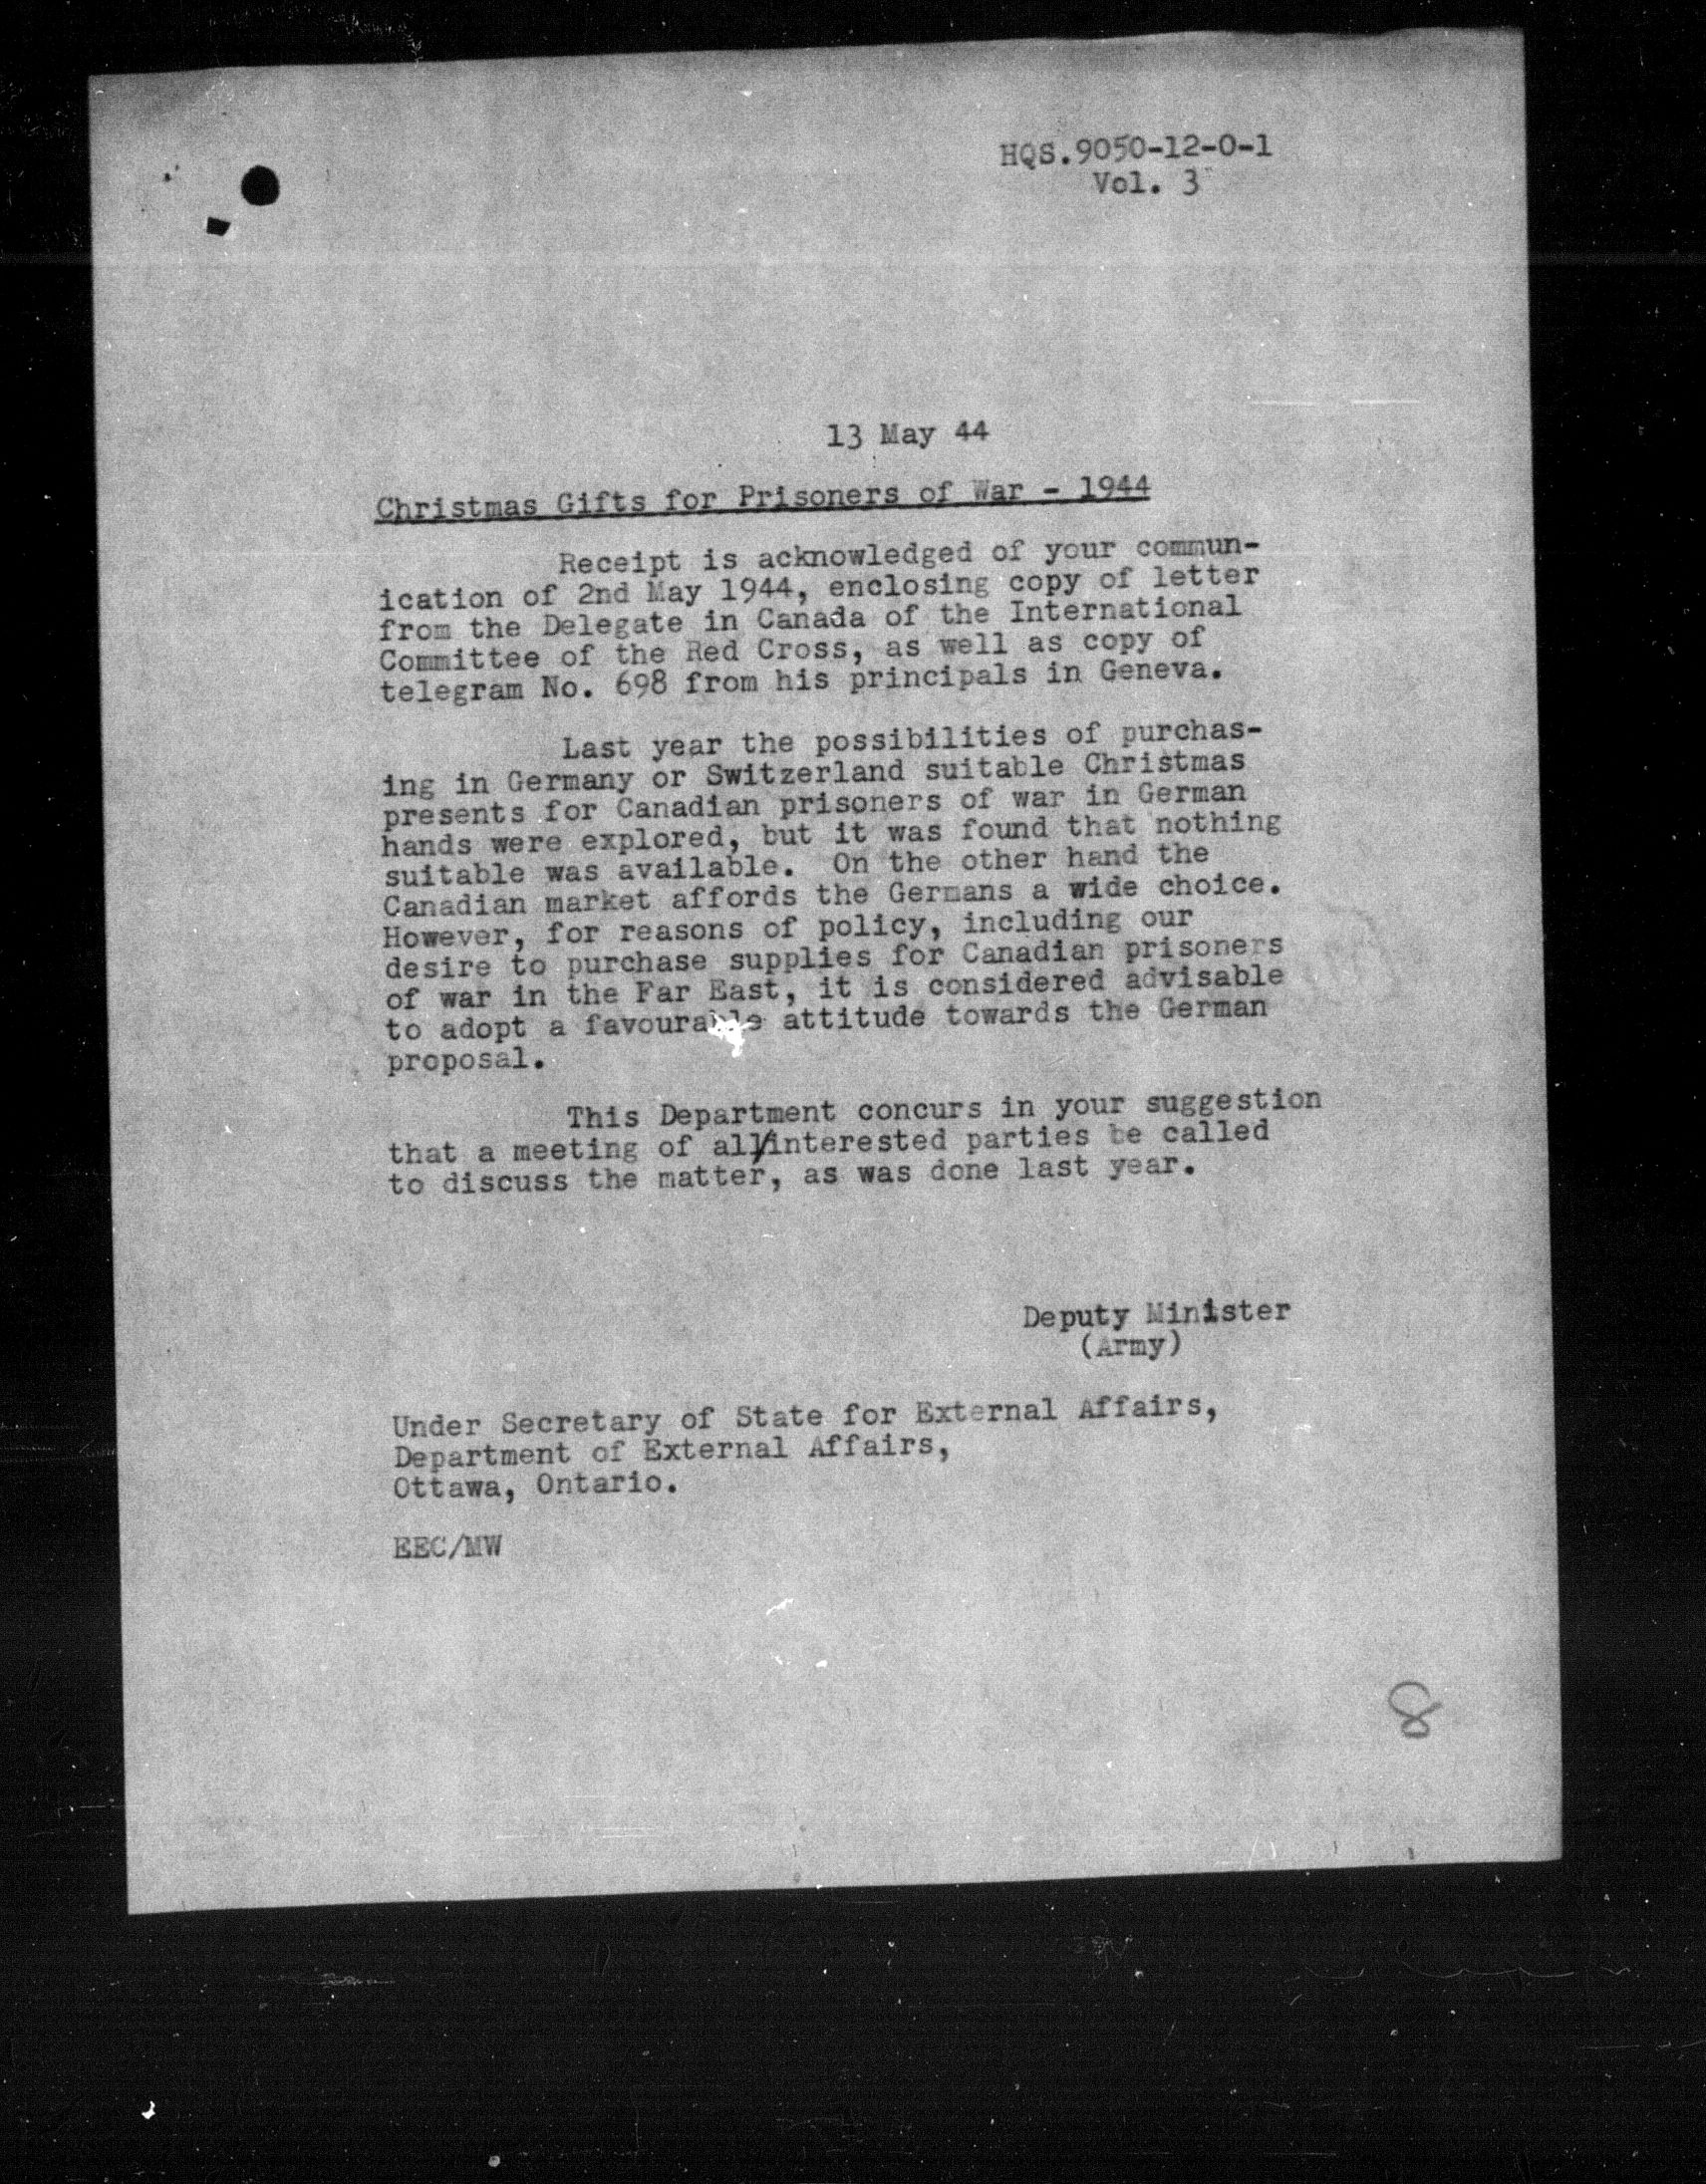 HQS.9050-12-0-1
Vol. 3
13 May 44
Christmas Gifts for Prisoners of War - 1944
Receipt is acknowledged of your commun-
ication of 2nd May 1944, enclosing copy of letter
from the Delegate in Canada of the International
Committee of the Red Cross, as well as copy of
telegram No. 698 from his principals in Geneva.
Last year the possibilities of purchas-
ing in Germany or Switzerland suitable Christmas
presents for Canadian prisoners of war in German
hands were explored, but it was found that nothing
suitable was available. On the other hand the
Canadian market affords the Germans a wide choice.
However, for reasons of policy, including our
desire to purchase supplies for Canadian prisoners
of war in the Far East, it is considered advisable
to adopt a favourable attitude towards the German
proposal.
This Department concurs in your suggestion
that a meeting of all/interested parties be called
to discuss the matter, as was done last year.
Deputy Minister
(Army)
Under Secretary of State for External Affairs,
Department of External Affairs,
Ottawa, Ontario.
EEC/MW
8